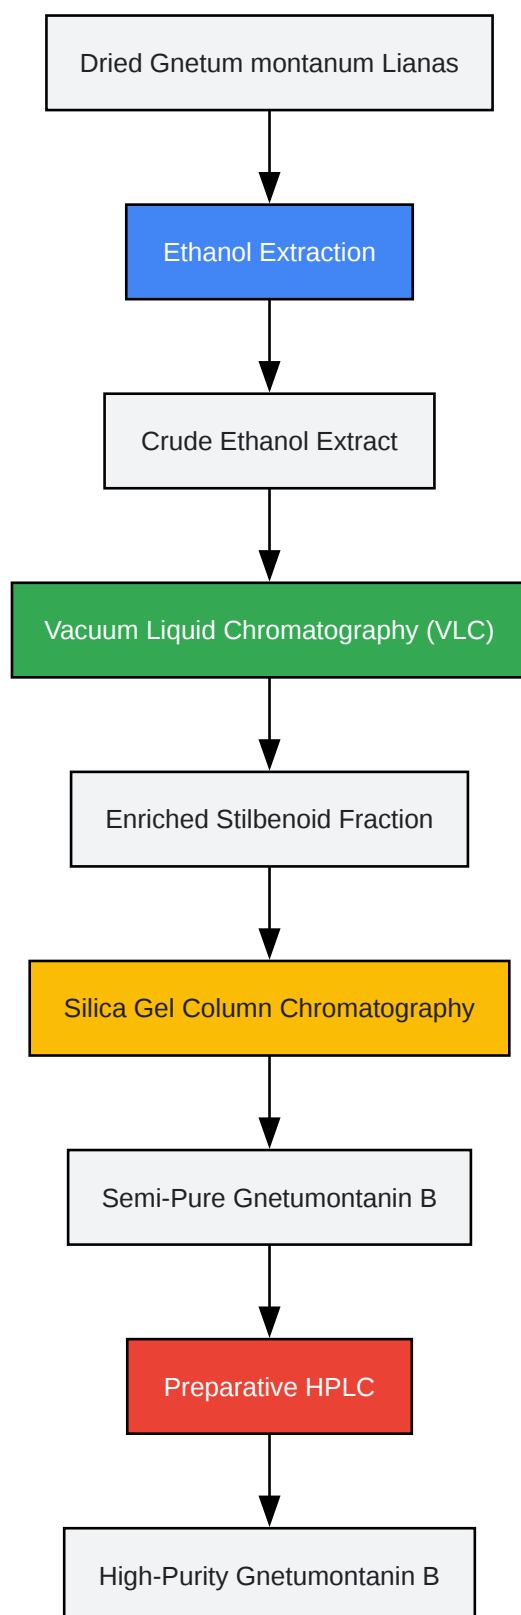 Dried Gnetum montanum Lianas
Ethanol Extraction
Crude Ethanol Extract
Vacuum Liquid Chromatography (VLC)
Enriched Stilbenoid Fraction
Silica Gel Column Chromatography
Semi-Pure Gnetumontanin B
Preparative HPLC
High-Purity Gnetumontanin B